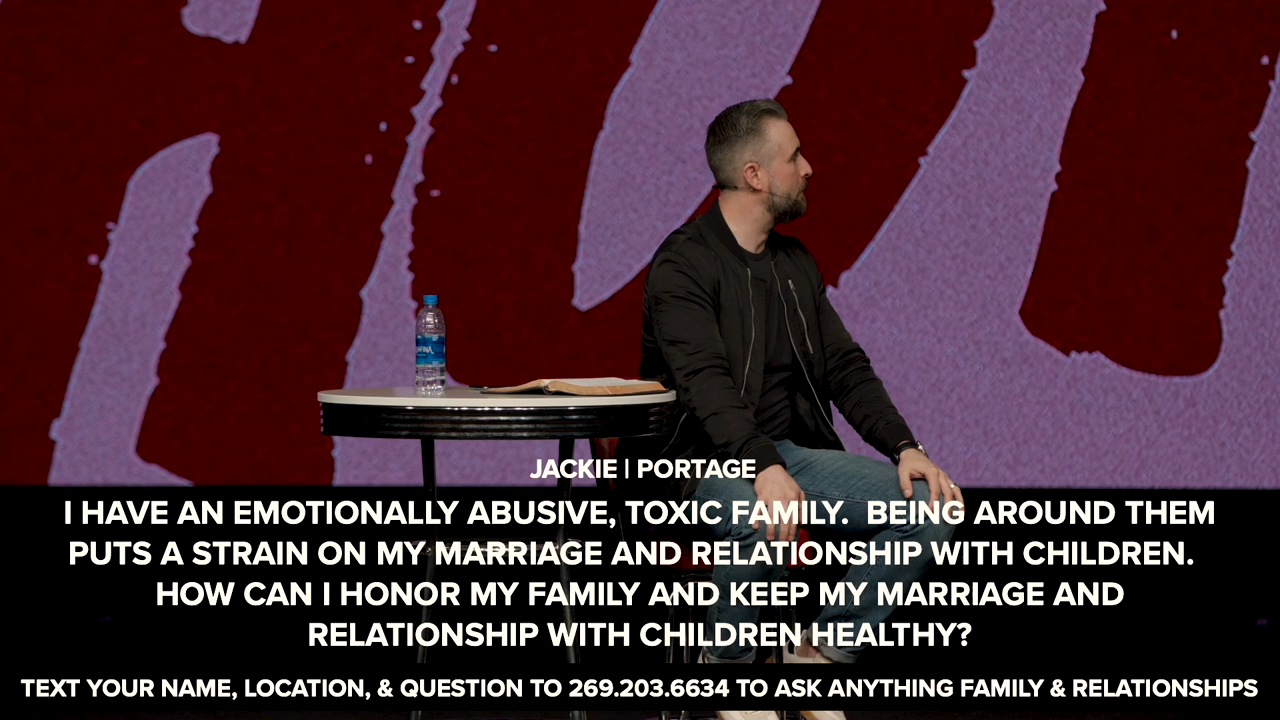 JACKIE | PORTAGE
I HAVE AN EMOTIONALLY ABUSIVE, TOXIC FAMILY.  BEING AROUND THEM
PUTS A STRAIN ON MY MARRIAGE AND RELATIONSHIP WITH CHILDREN.
HOW CAN I HONOR MY FAMILY AND KEEP MY MARRIAGE AND
RELATIONSHIP WITH CHILDREN HEALTHY?
TEXT YOUR NAME, LOCATION, & QUESTION TO 269.203.6634 TO ASK ANYTHING FAMILY & RELATIONSHIPS